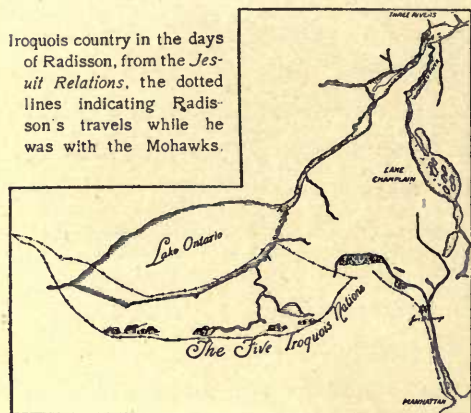 Iroquois country in the days
of Radisson, from the Jes-
uit Relations, the dotted
lines indicating Radis-
son's travels while he
was with the Mohawks.
THREE RIVERS
LAKE
CHAMPLAIN
Lake Ontario
The Five Iroquois Nations
MANHATTAN